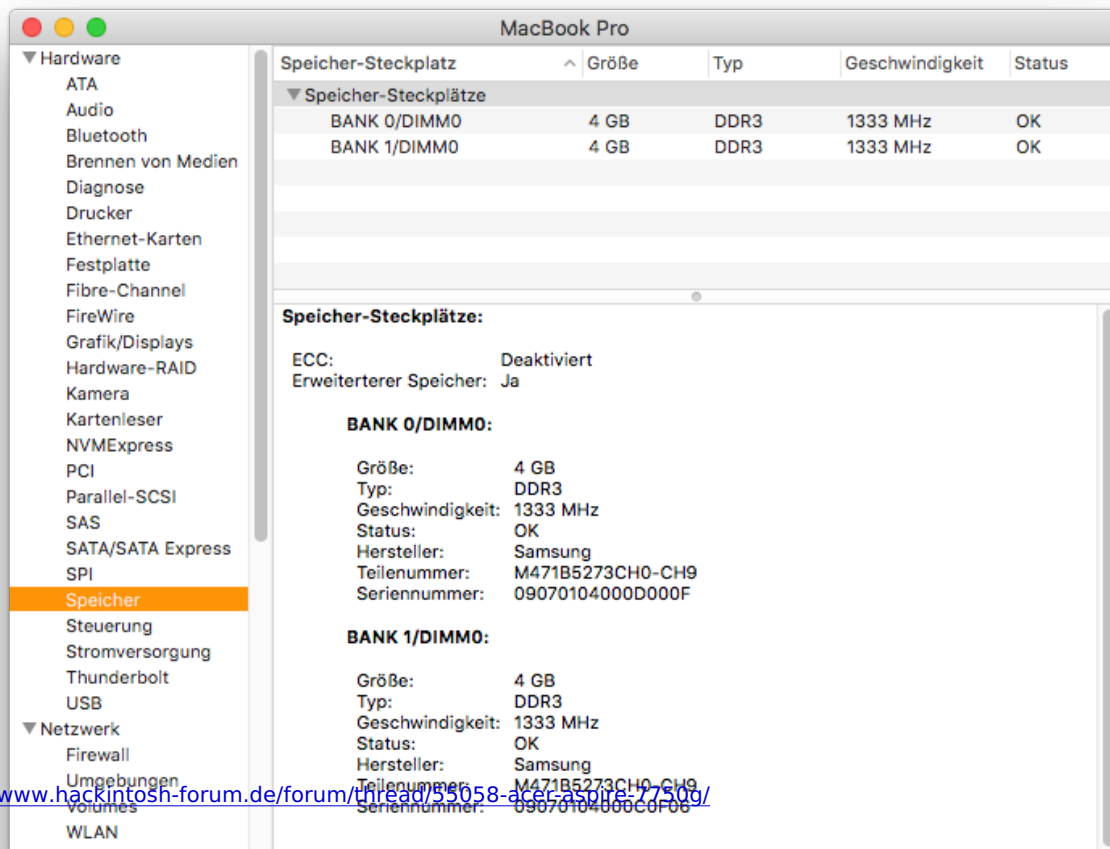 MacBook Pro
Hardware
ATA
Audio
Bluetooth
Brennen von Medien
Diagnose
Drucker
Ethernet-Karten
Festplatte
Fibre-Channel
FireWire
Grafik/Displays
Hardware-RAID
Kamera
Kartenleser
NVMExpress
PCI
Parallel-SCSI
SAS
SATA/SATA Express
SPI
Speicher
Steuerung
Stromversorgung
Thunderbolt
USB
Netzwerk
Firewall
Umgebungen
Volumes
WLAN
Speicher-Steckplatz Größe Typ Geschwindigkeit Status
Speicher-Steckplätze
BANK 0/DIMM0 4 GB DDR3 1333 MHz OK
BANK 1/DIMM0 4 GB DDR3 1333 MHz OK
Speicher-Steckplätze:
ECC: Deaktiviert
Erweiterterer Speicher: Ja
BANK 0/DIMM0:
Größe: 4 GB
Typ: DDR3
Geschwindigkeit: 1333 MHz
Status: OK
Hersteller: Samsung
Teilenummer: M471B5273CH0-CH9
Seriennummer: 09070104000D000F
BANK 1/DIMM0:
Größe: 4 GB
Typ: DDR3
Geschwindigkeit: 1333 MHz
Status: OK
Hersteller: Samsung
Teilenummer: M471B5273CH0-CH9
Seriennummer: 09070104000C0F06
www.hackintosh-forum.de/forum/thread/55058-acer-aspire-7750g/